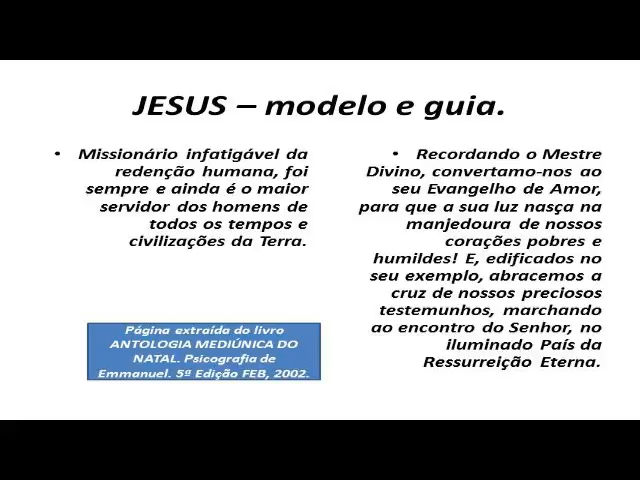 JESUS – modelo e guia.
• Missionário infatigável da
redenção humana, foi
sempre e ainda é o maior
servidor dos homens de
todos os tempos e
civilizações da Terra.
Página extraída do livro
ANTOLOGIA MEDIÚNICA DO
NATAL. Psicografia de
Emmanuel. 5ª Edição FEB, 2002.
• Recordando o Mestre
Divino, convertamo-nos ao
seu Evangelho de Amor,
para que a sua luz nasça na
manjedoura de nossos
corações pobres e
humildes! E, edificados no
seu exemplo, abracemos a
cruz de nossos preciosos
testemunhos, marchando
ao encontro do Senhor, no
iluminado País da
Ressurreição Eterna.